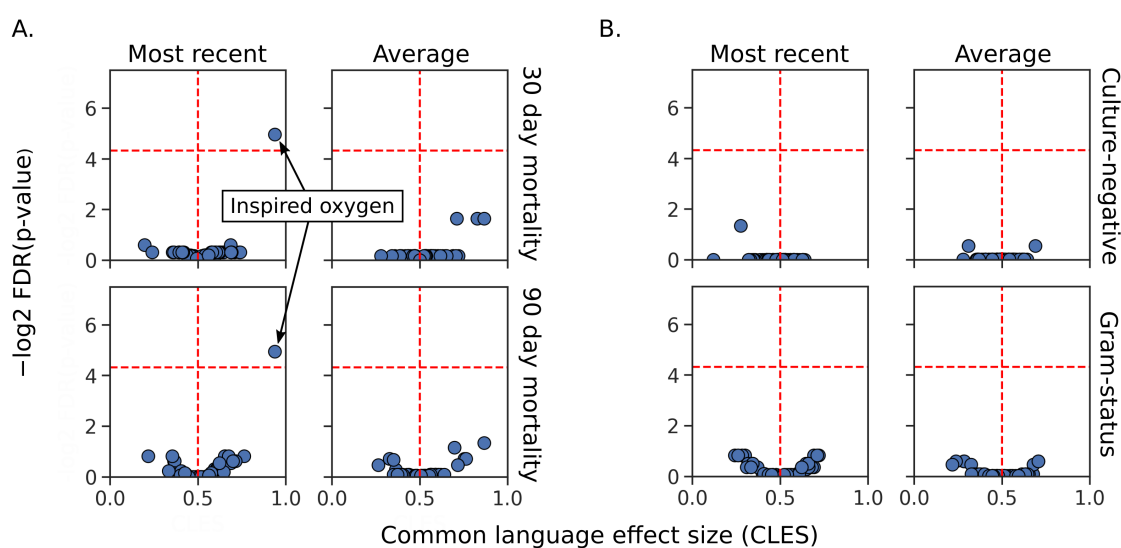 A.
B.
Most recent
Average
Most recent
Average
6
4
2
0
30 day mortality
6
4
2
0
Culture-negative
Inspired oxygen
−log2 FDR(p-value)
6
4
2
0
90 day mortality
6
4
2
0
Gram-status
0.0 0.5 1.0
0.0 0.5 1.0
0.0 0.5 1.0
0.0 0.5 1.0
Common language effect size (CLES)